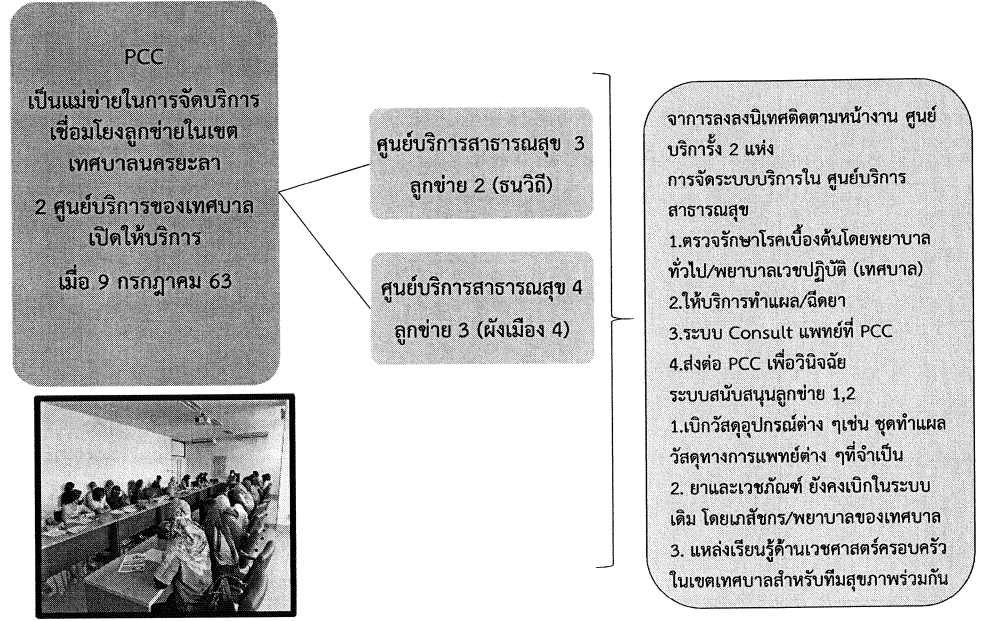 PCC
เป็นแม่ข่ายในการจัดบริการ
เชื่อมโยงลูกข่ายในเขต
เทศบาลนครยะลา
2 ศูนย์บริการของเทศบาล
เปิดให้บริการ
เมื่อ 9 กรกฎาคม 63
ศูนย์บริการสาธารณสุข 3
ลูกข่าย 2 (ธนวิถี)
ศูนย์บริการสาธารณสุข 4
ลูกข่าย 3 (ผังเมือง 4)
จาการลงลงนิเทศติดตามหน้างาน ศูนย์
บริการั้ง 2 แห่ง
การจัดระบบบริการใน ศูนย์บริการ
สาธารณสุข
1.ตรวจรักษาโรคเบื้องต้นโดยพยาบาล
ทั่วไป/พยาบาลเวชปฏิบัติ (เทศบาล)
2.ให้บริการทำแผล/ฉีดยา
3.ระบบ Consult แพทย์ที่ PCC
4.ส่งต่อ PCC เพื่อวินิจฉัย
ระบบสนับสนุนลูกข่าย 1,2
1.เบิกวัสดุอุปกรณ์ต่าง ๆเช่น ชุดทำแผล
วัสดุทางการแพทย์ต่าง ๆที่จำเป็น
2. ยาและเวชภัณฑ์ ยังคงเบิกในระบบ
เดิม โดยเภสัชกร/พยาบาลของเทศบาล
3. แหล่งเรียนรู้ด้านเวชศาสตร์ครอบครัว
ในเขตเทศบาลสำหรับทีมสุขภาพร่วมกัน